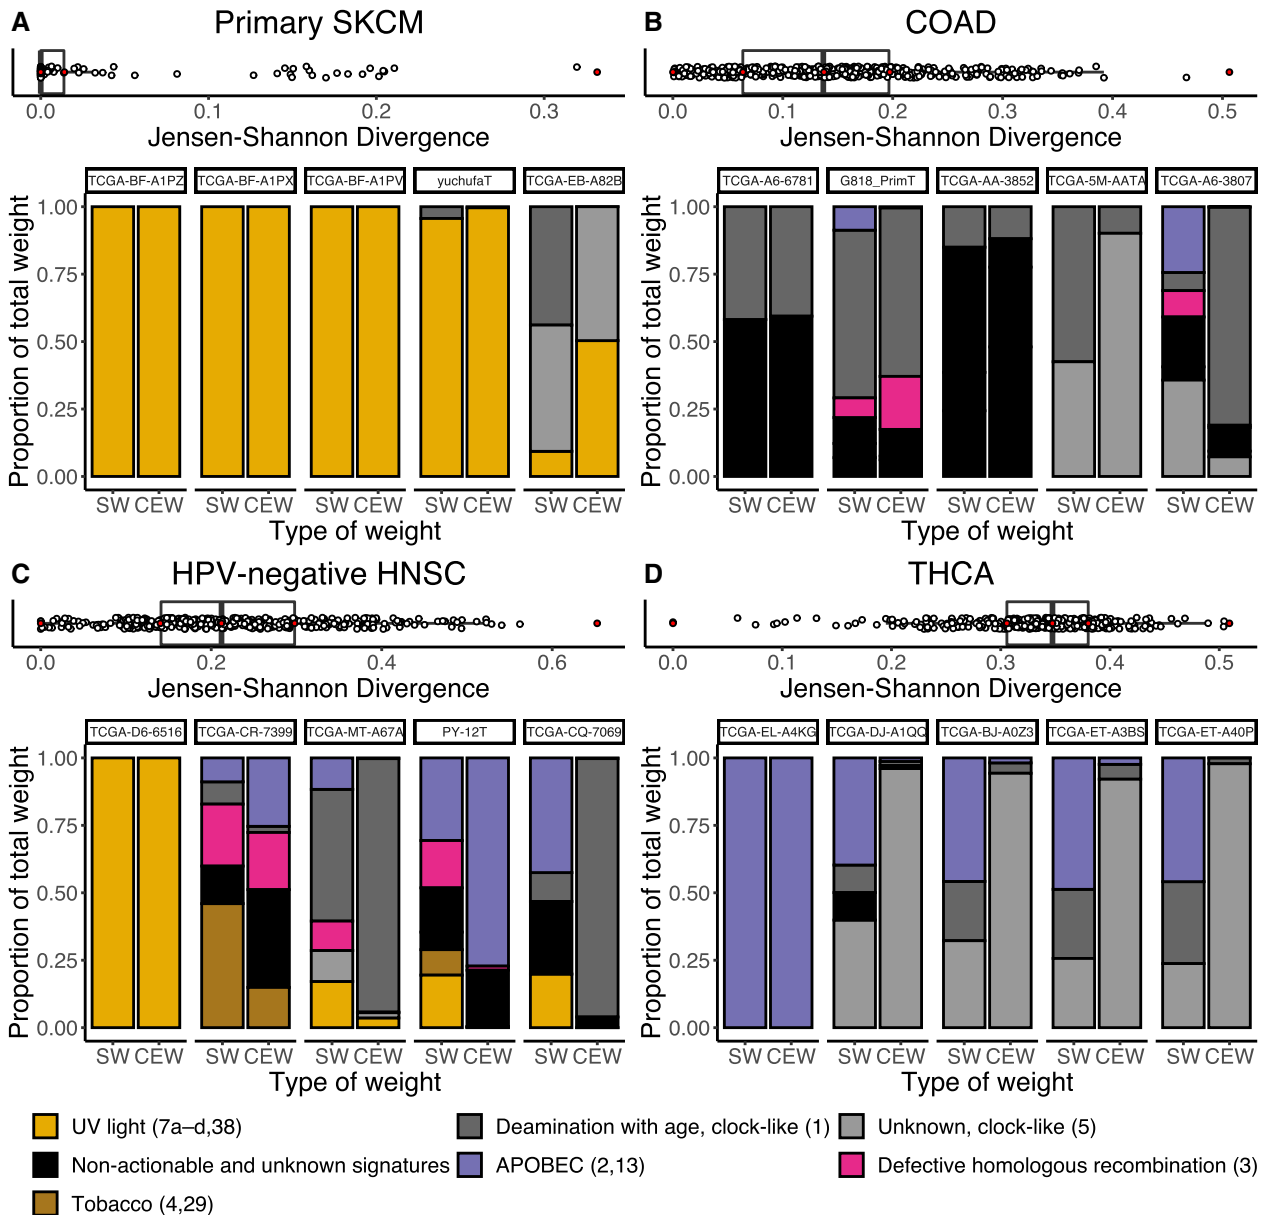 A Primary SKCM
0.0 0.1 0.2 0.3
Jensen-Shannon Divergence
TCGA-BF-A1PZ TCGA-BF-A1PX TCGA-BF-A1PV yuchufaT TCGA-EB-A82B
Proportion of total weight
1.00
0.75
0.50
0.25
0.00
SW CEW SW CEW SW CEW SW CEW SW CEW
Type of weight
B COAD
0.0 0.1 0.2 0.3 0.4 0.5
Jensen-Shannon Divergence
TCGA-A6-6781 G818_PrimT TCGA-AA-3852 TCGA-5M-AATA TCGA-A6-3807
Proportion of total weight
1.00
0.75
0.50
0.25
0.00
SW CEW SW CEW SW CEW SW CEW SW CEW
Type of weight
C HPV-negative HNSC
0.0 0.2 0.4 0.6
Jensen-Shannon Divergence
TCGA-D6-6516 TCGA-CR-7399 TCGA-MT-A67A PY-12T TCGA-CQ-7069
Proportion of total weight
1.00
0.75
0.50
0.25
0.00
SW CEW SW CEW SW CEW SW CEW SW CEW
Type of weight
D THCA
0.0 0.1 0.2 0.3 0.4 0.5
Jensen-Shannon Divergence
TCGA-EL-A4KG TCGA-DJ-A1QQ TCGA-BJ-A0Z3 TCGA-ET-A3BS TCGA-ET-A40P
Proportion of total weight
1.00
0.75
0.50
0.25
0.00
SW CEW SW CEW SW CEW SW CEW SW CEW
Type of weight
UV light (7a–d,38) Deamination with age, clock-like (1) Unknown, clock-like (5)
Non-actionable and unknown signatures APOBEC (2,13) Defective homologous recombination (3)
Tobacco (4,29)